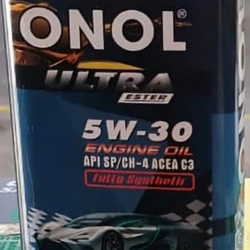 ONOL®
ULTRA
ESTER
5W-30
ENGINE OIL
API SP/CH-4 ACEA C3
Fully Synthetic